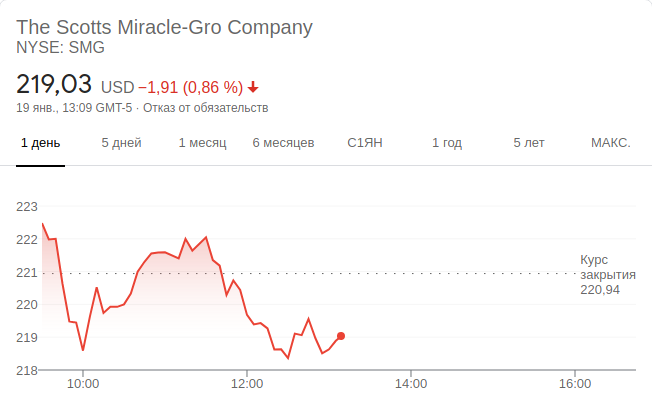 The Scotts Miracle-Gro Company
NYSE: SMG
219,03 USD −1,91 (0,86 %)
19 янв., 13:09 GMT-5 · Отказ от обязательств
1 день 5 дней 1 месяц 6 месяцев С1ЯН 1 год 5 лет МАКС.
223
222
221
220
219
218
Курс
закрытия
220,94
10:00 12:00 14:00 16:00